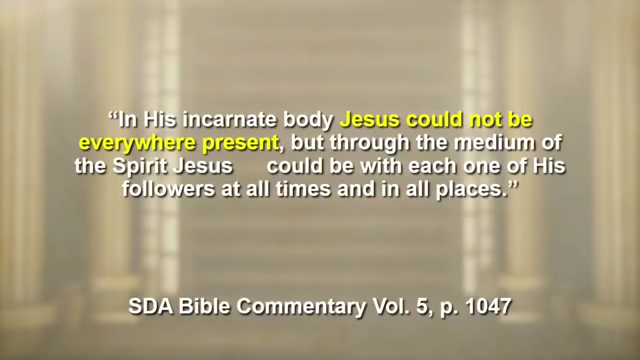 “In His incarnate body Jesus could not be
everywhere present, but through the medium of
the Spirit Jesus could be with each one of His
followers at all times and in all places.”
SDA Bible Commentary Vol. 5, p. 1047